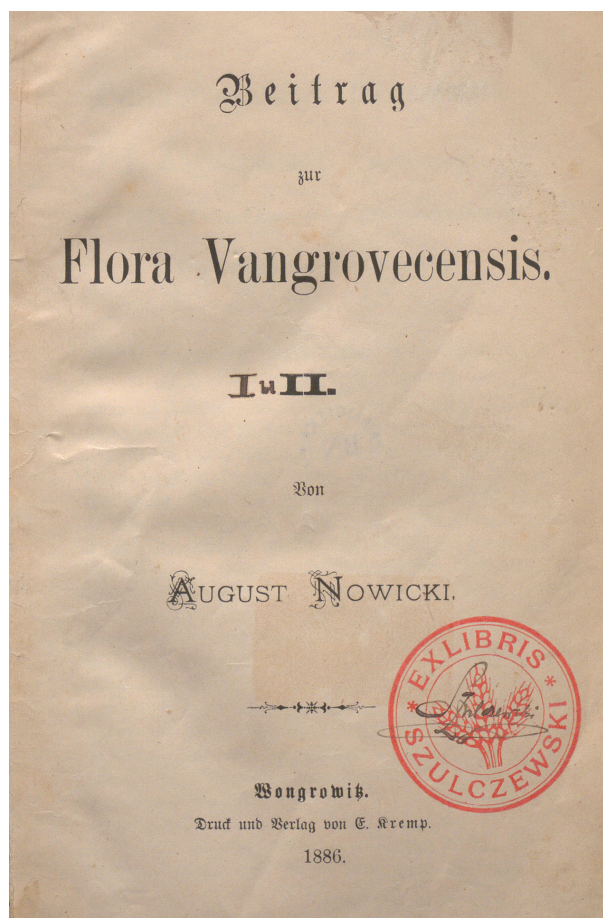 Beitrag
zur
Flora Vangrovecensis.
I. u II.
Von
AUGUST NOWICKI.
EXLIBRIS
SZULCZEWSKI
Wongrowitz.
Druck und Verlag von E. Kremp.
1886.